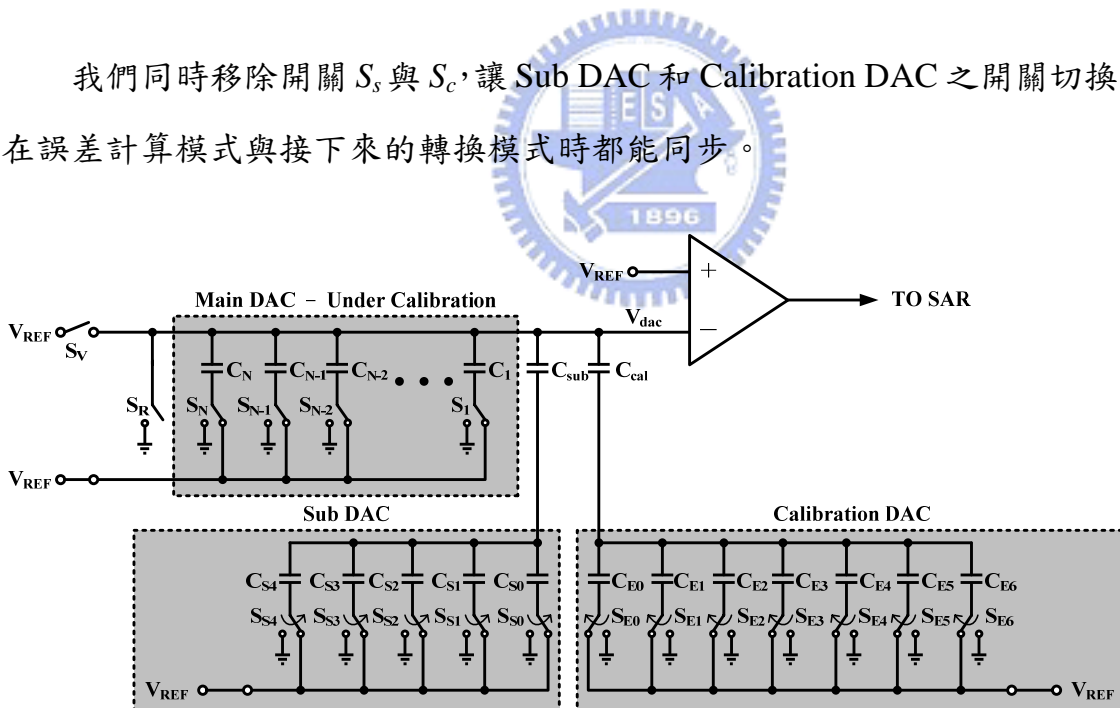 我們同時移除開關 Ss 與 Sc，讓 Sub DAC 和 Calibration DAC 之開關切換
在誤差計算模式與接下來的轉換模式時都能同步。
ES A
1896
VREF
+
TO SAR
Main DAC – Under Calibration
Vdac
−
VREF
SV
CN CN-1 CN-2 C1 Csub Ccal
SR SN SN-1 SN-2 S1
VREF
Sub DAC Calibration DAC
CS4 CS3 CS2 CS1 CS0 CE0 CE1 CE2 CE3 CE4 CE5 CE6
SS4 SS3 SS2 SS1 SS0 SE0 SE1 SE2 SE3 SE4 SE5 SE6
VREF VREF